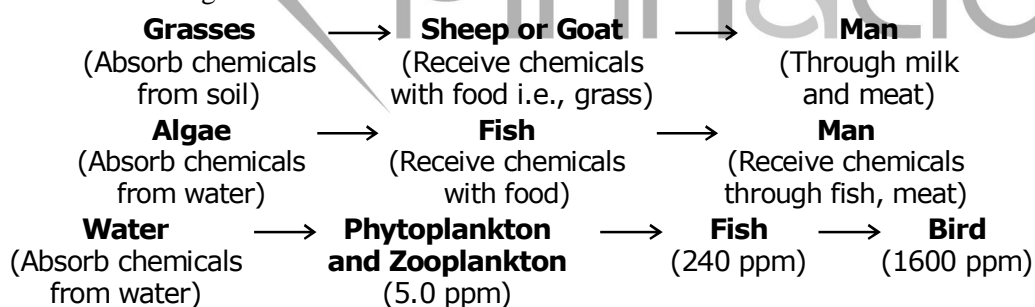 Grasses → Sheep or Goat → Man
(Absorb chemicals (Receive chemicals (Through milk
from soil) with food i.e., grass) and meat)
Algae → Fish → Man
(Absorb chemicals (Receive chemicals (Receive chemicals
from water) with food) through fish, meat)
Water → Phytoplankton → Fish → Bird
(Absorb chemicals and Zooplankton (240 ppm) (1600 ppm)
from water) (5.0 ppm)